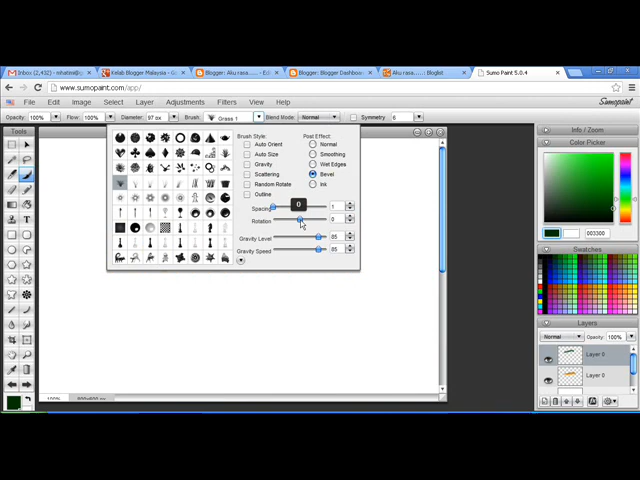 Inbox (2,432) - mhatim
Kelab Blogger Malaysia - G
Blogger: Aku rasa..... - Edi
Blogger: Blogger Dashboa
Aku rasa.....: Bloglist
Sumo Paint 5.0.4
www.sumopaint.com/app/
File Edit Image Select Layer Adjustments Filters View Help
Sumopaint
Opacity: 100% Flow: 100% Diameter: 97 px Brush: Grass 1 Blend Mode: Normal Symmetry 6
Tools
Brush Style:
Auto Orient
Auto Size
Gravity
Scattering
Random Rotate
Outline
Post Effect:
Normal
Smoothing
Wet Edges
Bevel
Ink
0
Spacing 1
Rotation 0
Gravity Level 85
Gravity Speed 85
Info / Zoom
Color Picker
003300
Swatches
Layers
Normal Opacity: 100%
Layer 0
Layer 0
100%